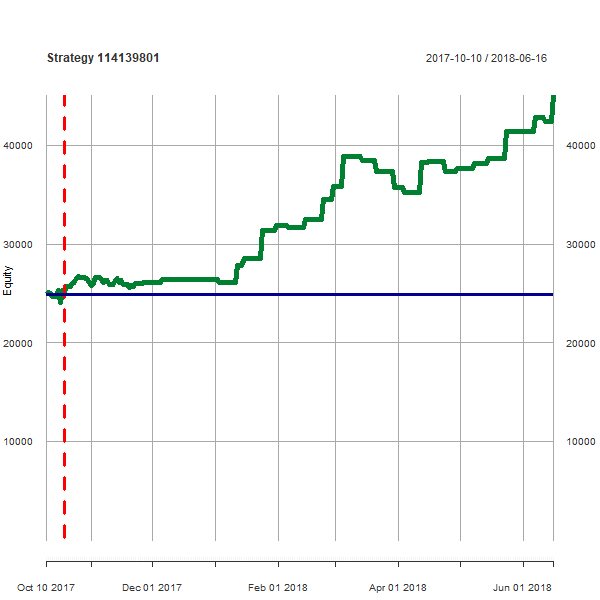 Strategy 114139801
2017-10-10 / 2018-06-16
40000
40000
30000
30000
Equity
20000
20000
10000
10000
Oct 10 2017
Dec 01 2017
Feb 01 2018
Apr 01 2018
Jun 01 2018